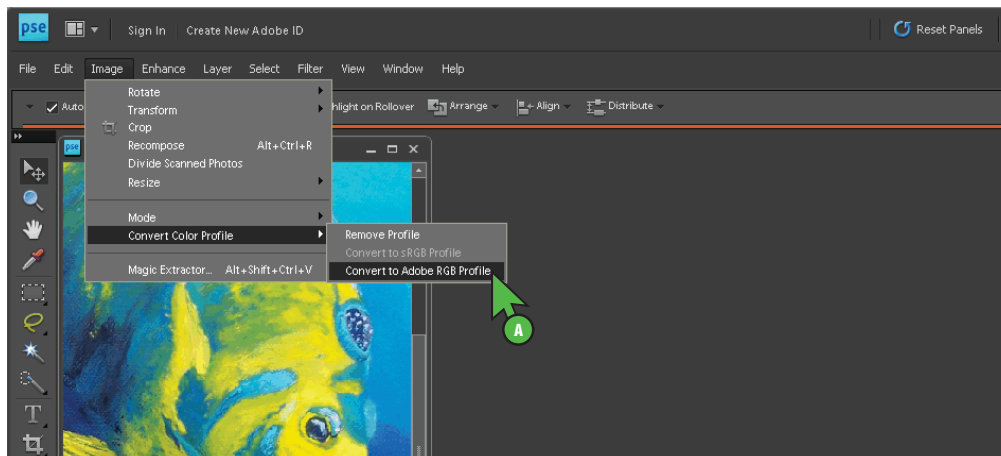 pse Sign In Create New Adobe ID Reset Panels
File Edit Image Enhance Layer Select Filter View Window Help
Auto hlight on Rollover Arrange Align Distribute
Rotate
Transform
Crop
Recompose Alt+Ctrl+R
Divide Scanned Photos
Resize
Mode
Convert Color Profile
Magic Extractor... Alt+Shift+Ctrl+V
Remove Profile
Convert to sRGB Profile
Convert to Adobe RGB Profile
A
pse
T